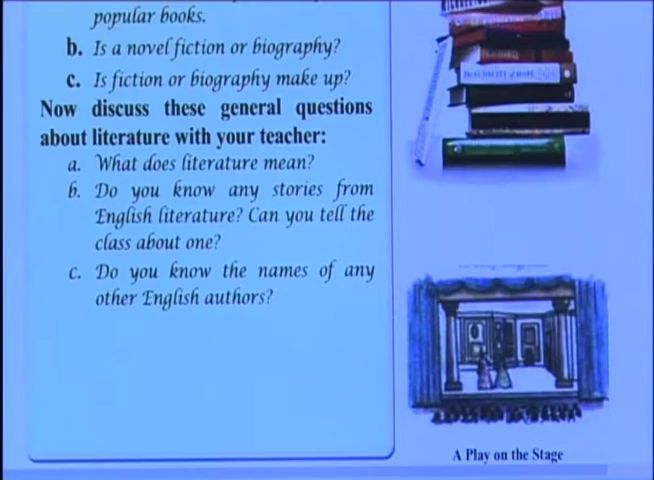 popular books.
b. Is a novel fiction or biography?
c. Is fiction or biography make up?
Now discuss these general questions
about literature with your teacher:
a. What does literature mean?
b. Do you know any stories from
English literature? Can you tell the
class about one?
c. Do you know the names of any
other English authors?
A Play on the Stage